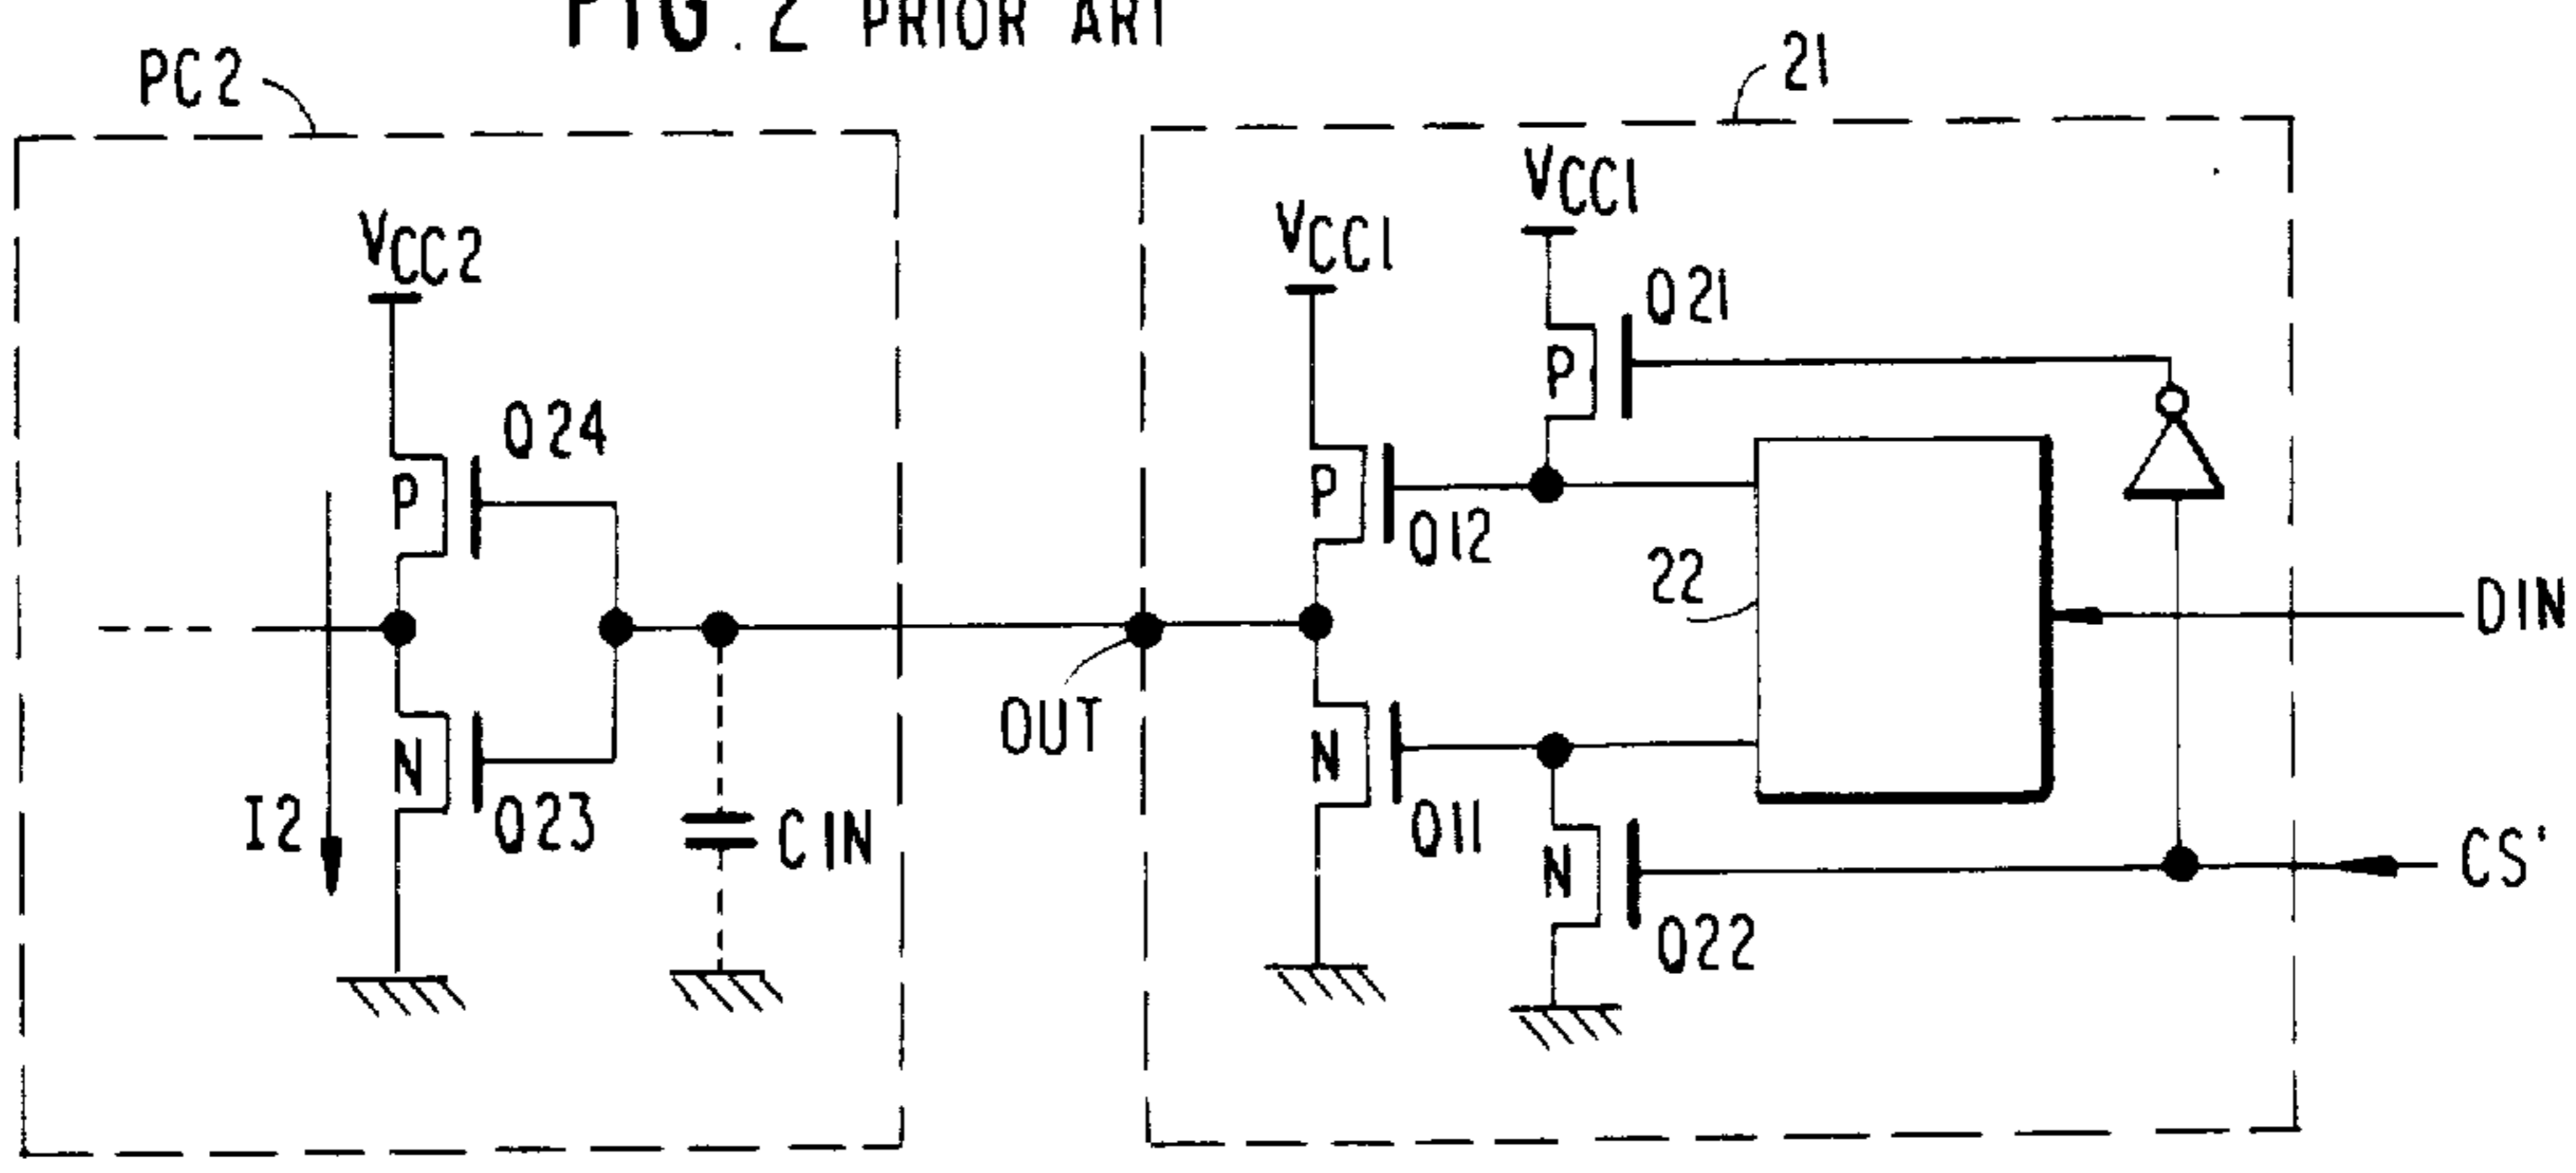 FIG. 2 PRIOR ART
PC2
21
VCC2
VCC1
VCC1
Q21
Q24
P
P
P
Q12
22
DIN
OUT
N
N
I2
Q23
CIN
Q11
N
CS'
Q22